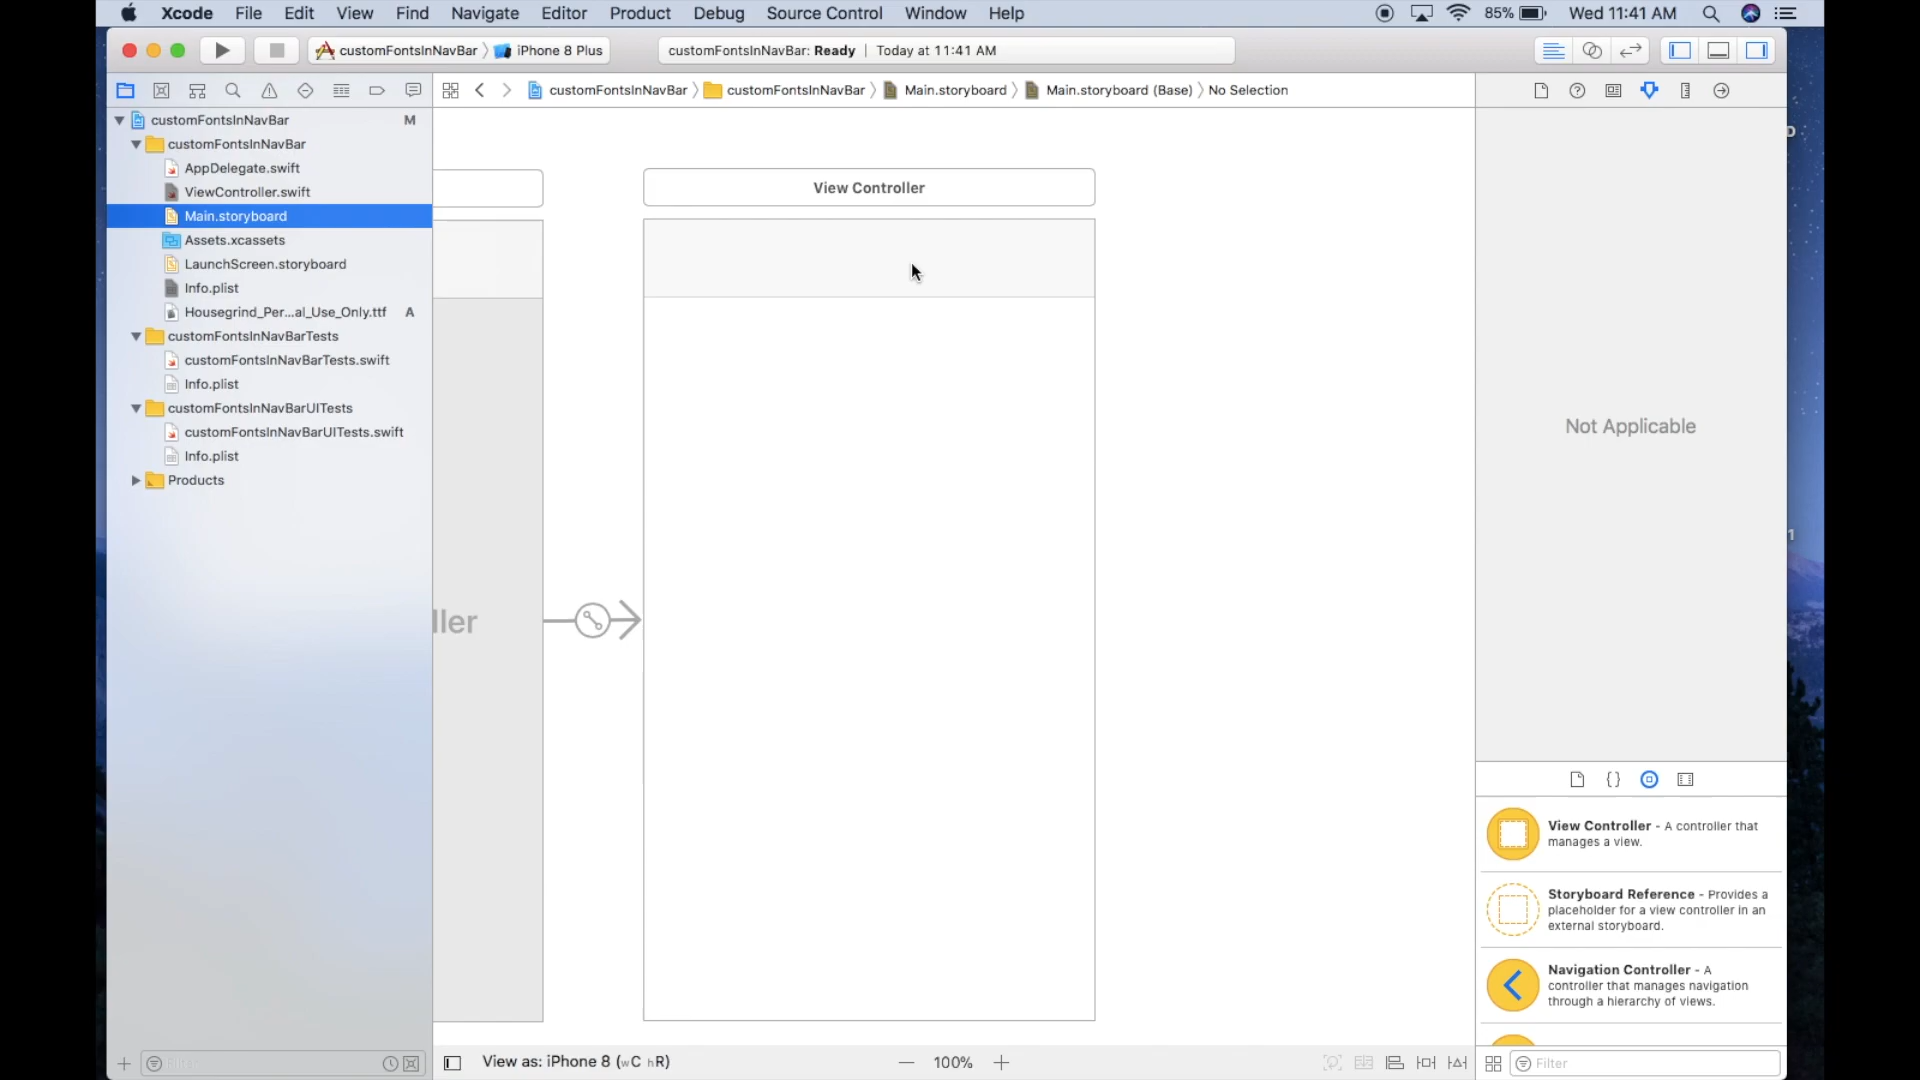 Xcode File Edit View Find Navigate Editor Product Debug Source Control Window Help 85% Wed 11:41 AM
customFontsInNavBar iPhone 8 Plus customFontsInNavBar: Ready | Today at 11:41 AM
customFontsInNavBar customFontsInNavBar Main.storyboard Main.storyboard (Base) No Selection
customFontsInNavBar M
customFontsInNavBar
AppDelegate.swift
ViewController.swift
Main.storyboard
Assets.xcassets
LaunchScreen.storyboard
Info.plist
Housegrind_Per...al_Use_Only.ttf A
customFontsInNavBarTests
customFontsInNavBarTests.swift
Info.plist
customFontsInNavBarUITests
customFontsInNavBarUITests.swift
Info.plist
Products
Filter
View Controller
ller
View as: iPhone 8 (wC hR) 100%
Not Applicable
View Controller - A controller that
manages a view.
Storyboard Reference - Provides a
placeholder for a view controller in an
external storyboard.
Navigation Controller - A
controller that manages navigation
through a hierarchy of views.
Filter